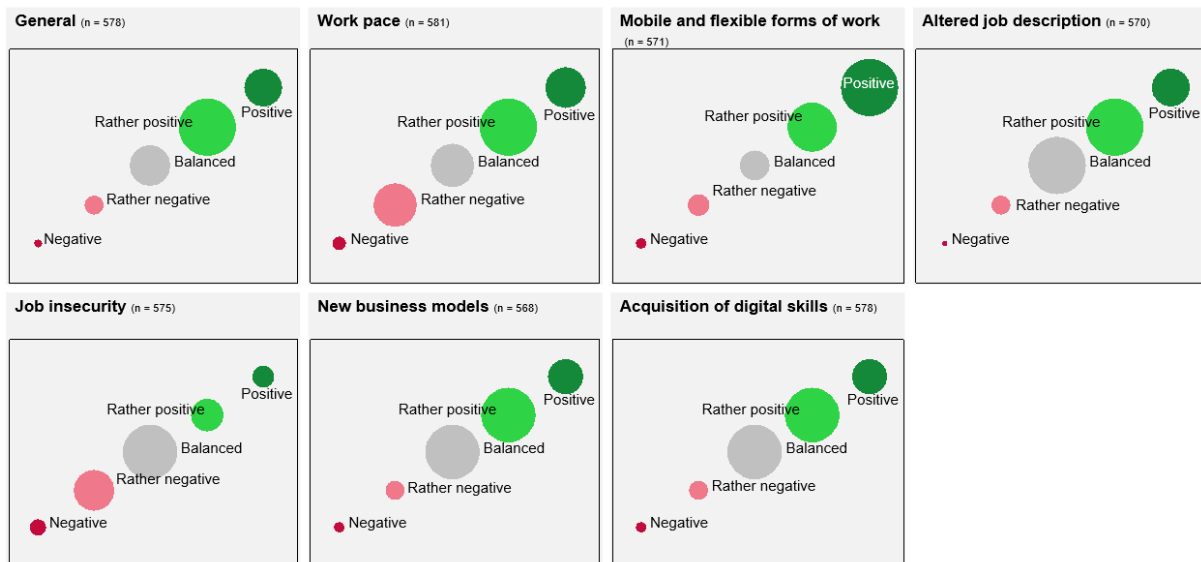 General (n = 578)
Positive
Rather positive
Balanced
Rather negative
Negative
Work pace (n = 581)
Positive
Rather positive
Balanced
Rather negative
Negative
Mobile and flexible forms of work
(n = 571)
Positive
Rather positive
Balanced
Rather negative
Negative
Altered job description (n = 570)
Positive
Rather positive
Balanced
Rather negative
Negative
Job insecurity (n = 575)
Positive
Rather positive
Balanced
Rather negative
Negative
New business models (n = 568)
Positive
Rather positive
Balanced
Rather negative
Negative
Acquisition of digital skills (n = 578)
Positive
Rather positive
Balanced
Rather negative
Negative